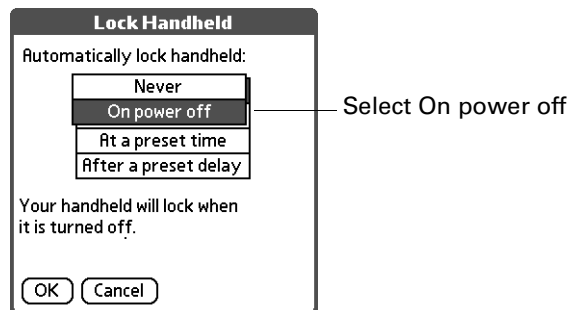 Lock Handheld
Automatically lock handheld:
Never
On power off
Select On power off
At a preset time
After a preset delay
Your handheld will lock when
it is turned off.
OK Cancel